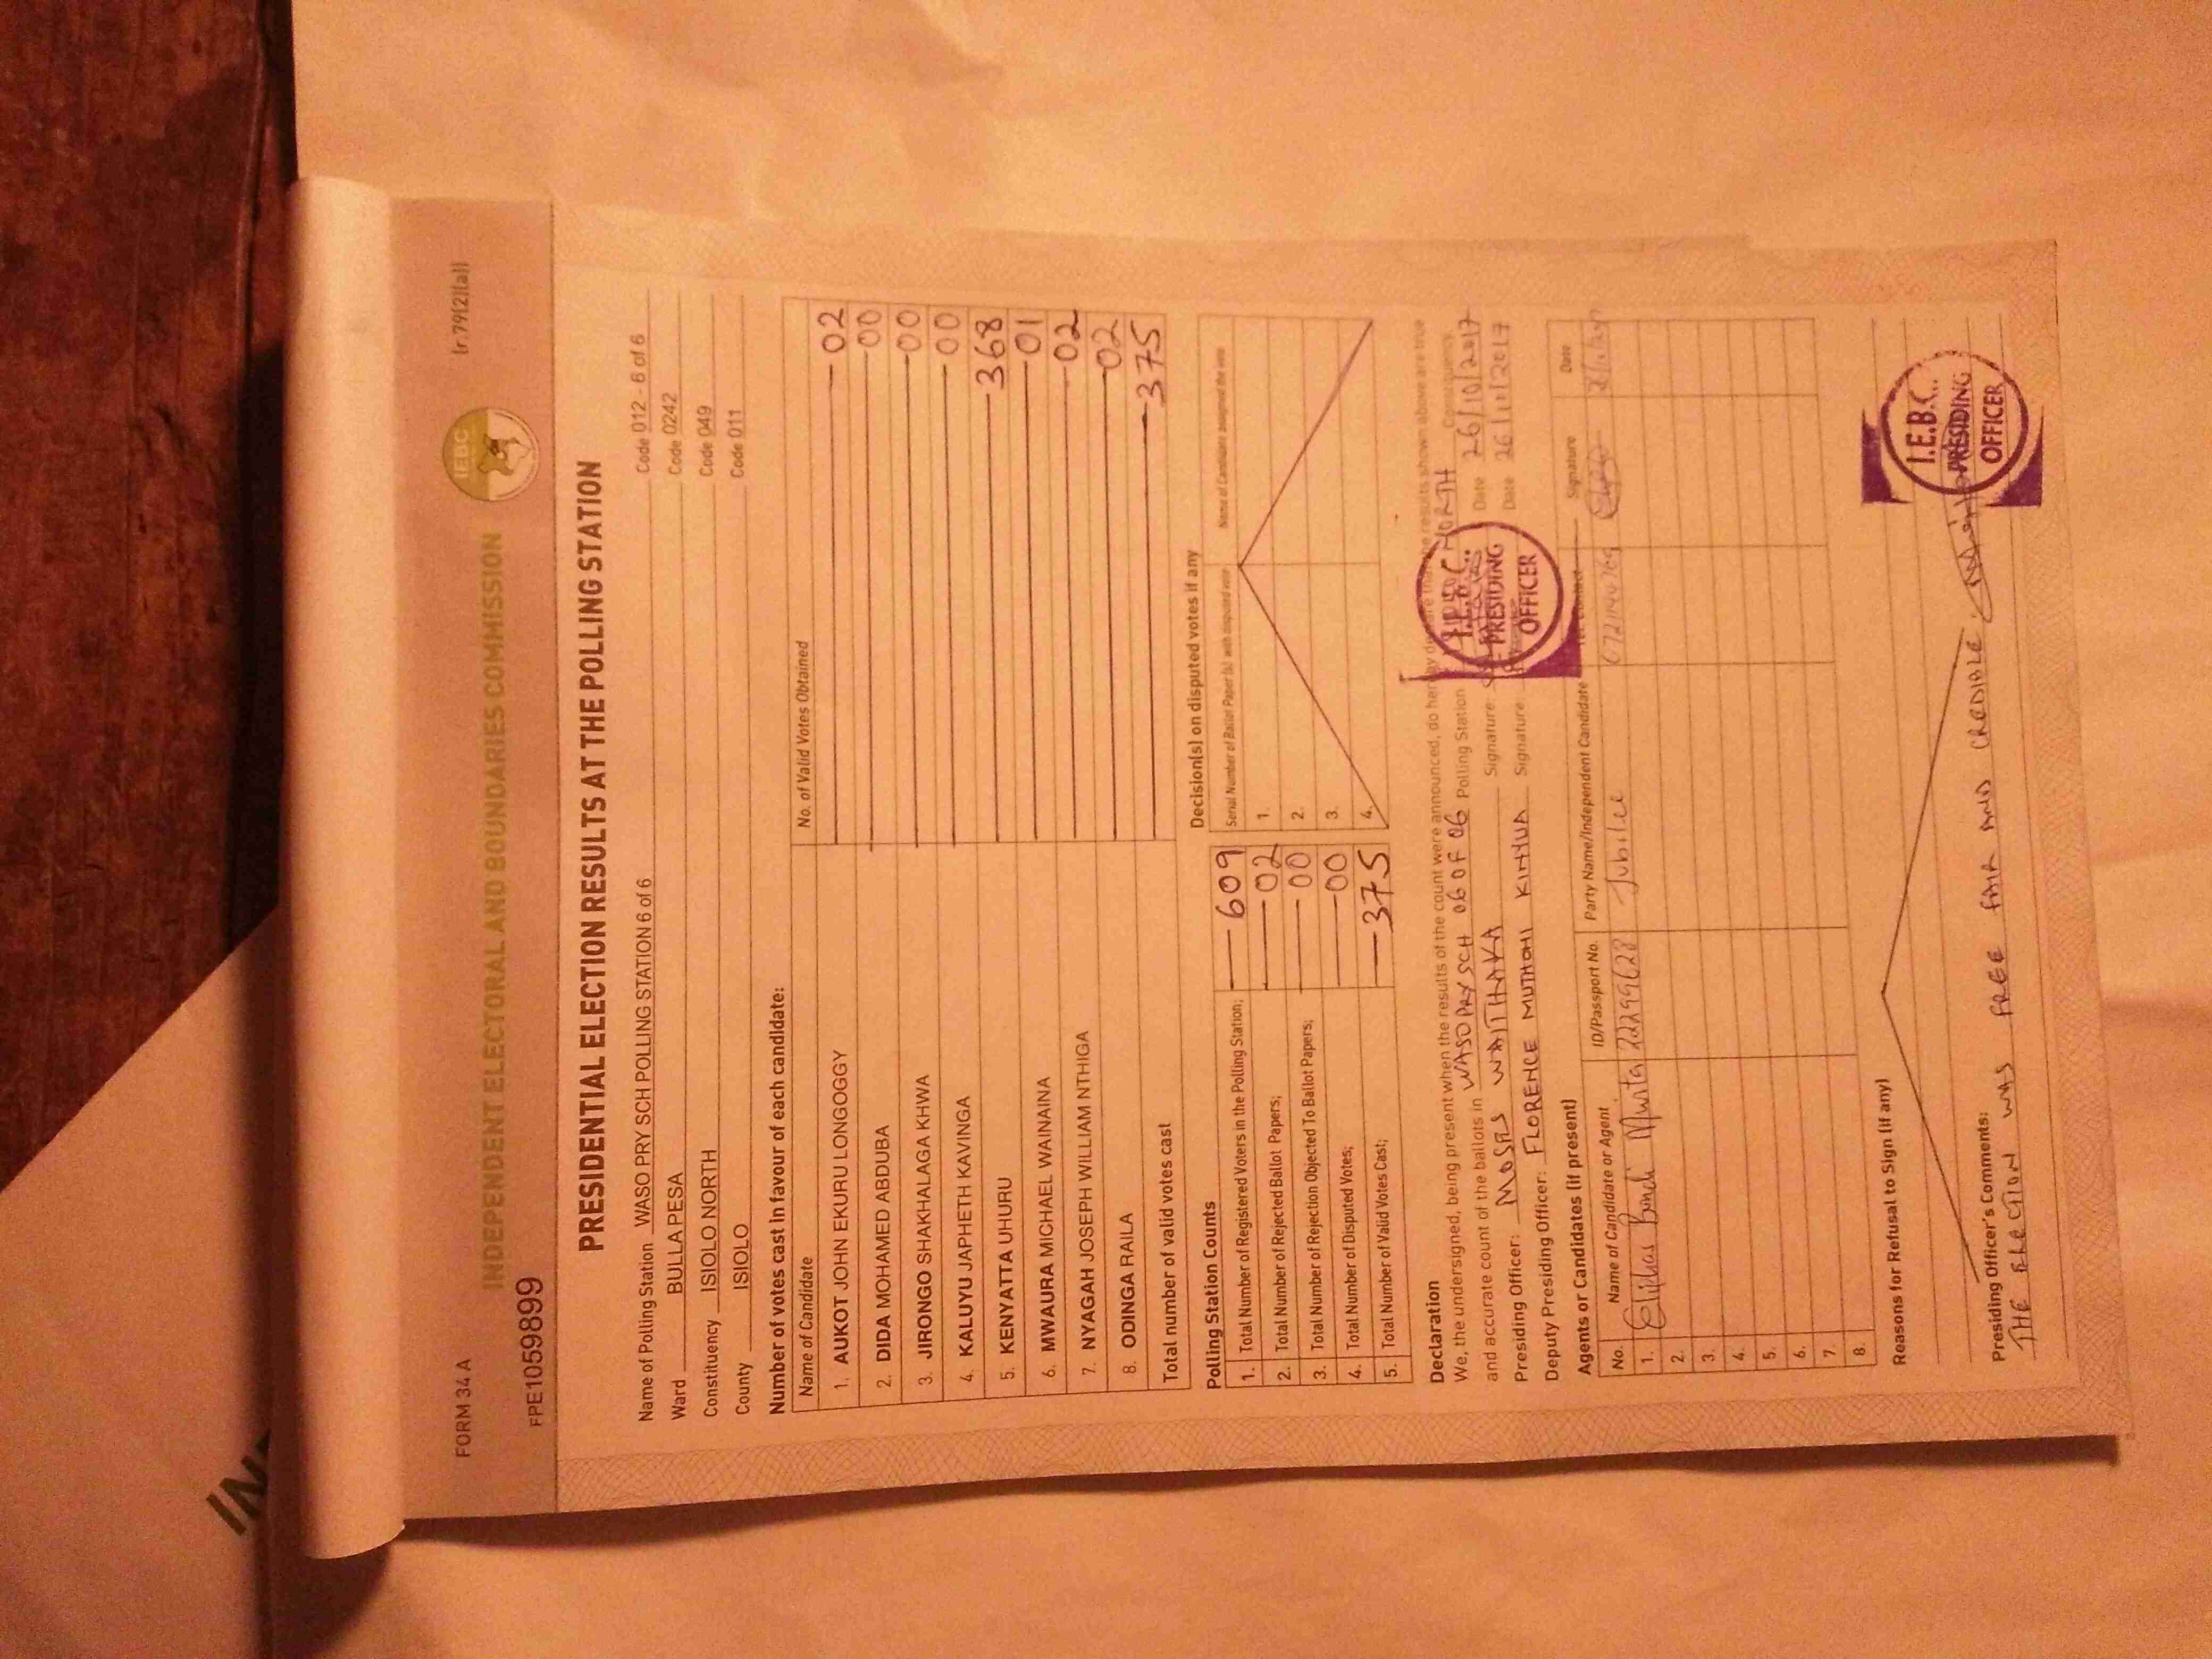 FORM 34 A
(r.79(2)(a))
IEBC
INDEPENDENT ELECTORAL AND BOUNDARIES COMMISSION
FPE1059899
PRESIDENTIAL ELECTION RESULTS AT THE POLLING STATION
Name of Polling Station WASO PRY SCH POLLING STATION 6 of 6 Code 012 - 6 of 6
Ward BULLA PESA Code 0242
Constituency ISIOLO NORTH Code 049
County ISIOLO Code 011
Number of votes cast in favour of each candidate:
Name of Candidate No. of Valid Votes Obtained
1. AUKOT JOHN EKURU LONGOGGY 02
2. DIDA MOHAMED ABDUBA 00
3. JIRONGO SHAKHALAGA KHWA 00
4. KALUYU JAPHETH KAVINGA 00
5. KENYATTA UHURU 368
6. MWAURA MICHAEL WAINAINA 01
7. NYAGAH JOSEPH WILLIAM NTHIGA 02
8. ODINGA RAILA 02
Total number of valid votes cast 375
Polling Station Counts
1. Total Number of Registered Voters in the Polling Station; 609
2. Total Number of Rejected Ballot Papers; 02
3. Total Number of Rejection Objected To Ballot Papers; 00
4. Total Number of Disputed Votes; 00
5. Total Number of Valid Votes Cast; 375
Decision(s) on disputed votes if any
Serial Number of Ballot Paper (s) with disputed vote Name of Candidate assigned the vote
1.
2.
3.
4.
Declaration
We, the undersigned, being present when the results of the count were announced, do hereby declare that the results shown above are true
and accurate count of the ballots in WASO PRY SCH 06 OF 06 Polling Station ISIOLO NORTH Constituency
Presiding Officer: MOSES WAITHAKA Signature: Date 26/10/2017
Deputy Presiding Officer: FLORENCE MUTHONI KINYUA Signature: Date 26/10/2017
I.E.B.C.
PRESIDING
OFFICER
Agents or Candidates (if present)
No. Name of Candidate or Agent ID/Passport No. Party Name/Independent Candidate Signature Date
1. Eliphas Bundi 22299628 Jubilee
2.
3.
4.
5.
6.
7.
8.
Reasons for Refusal to Sign (if any)
Presiding Officer's Comments:
THE ELECTION WAS FREE FAIR AND CREDIBLE.
I.E.B.C.
PRESIDING
OFFICER